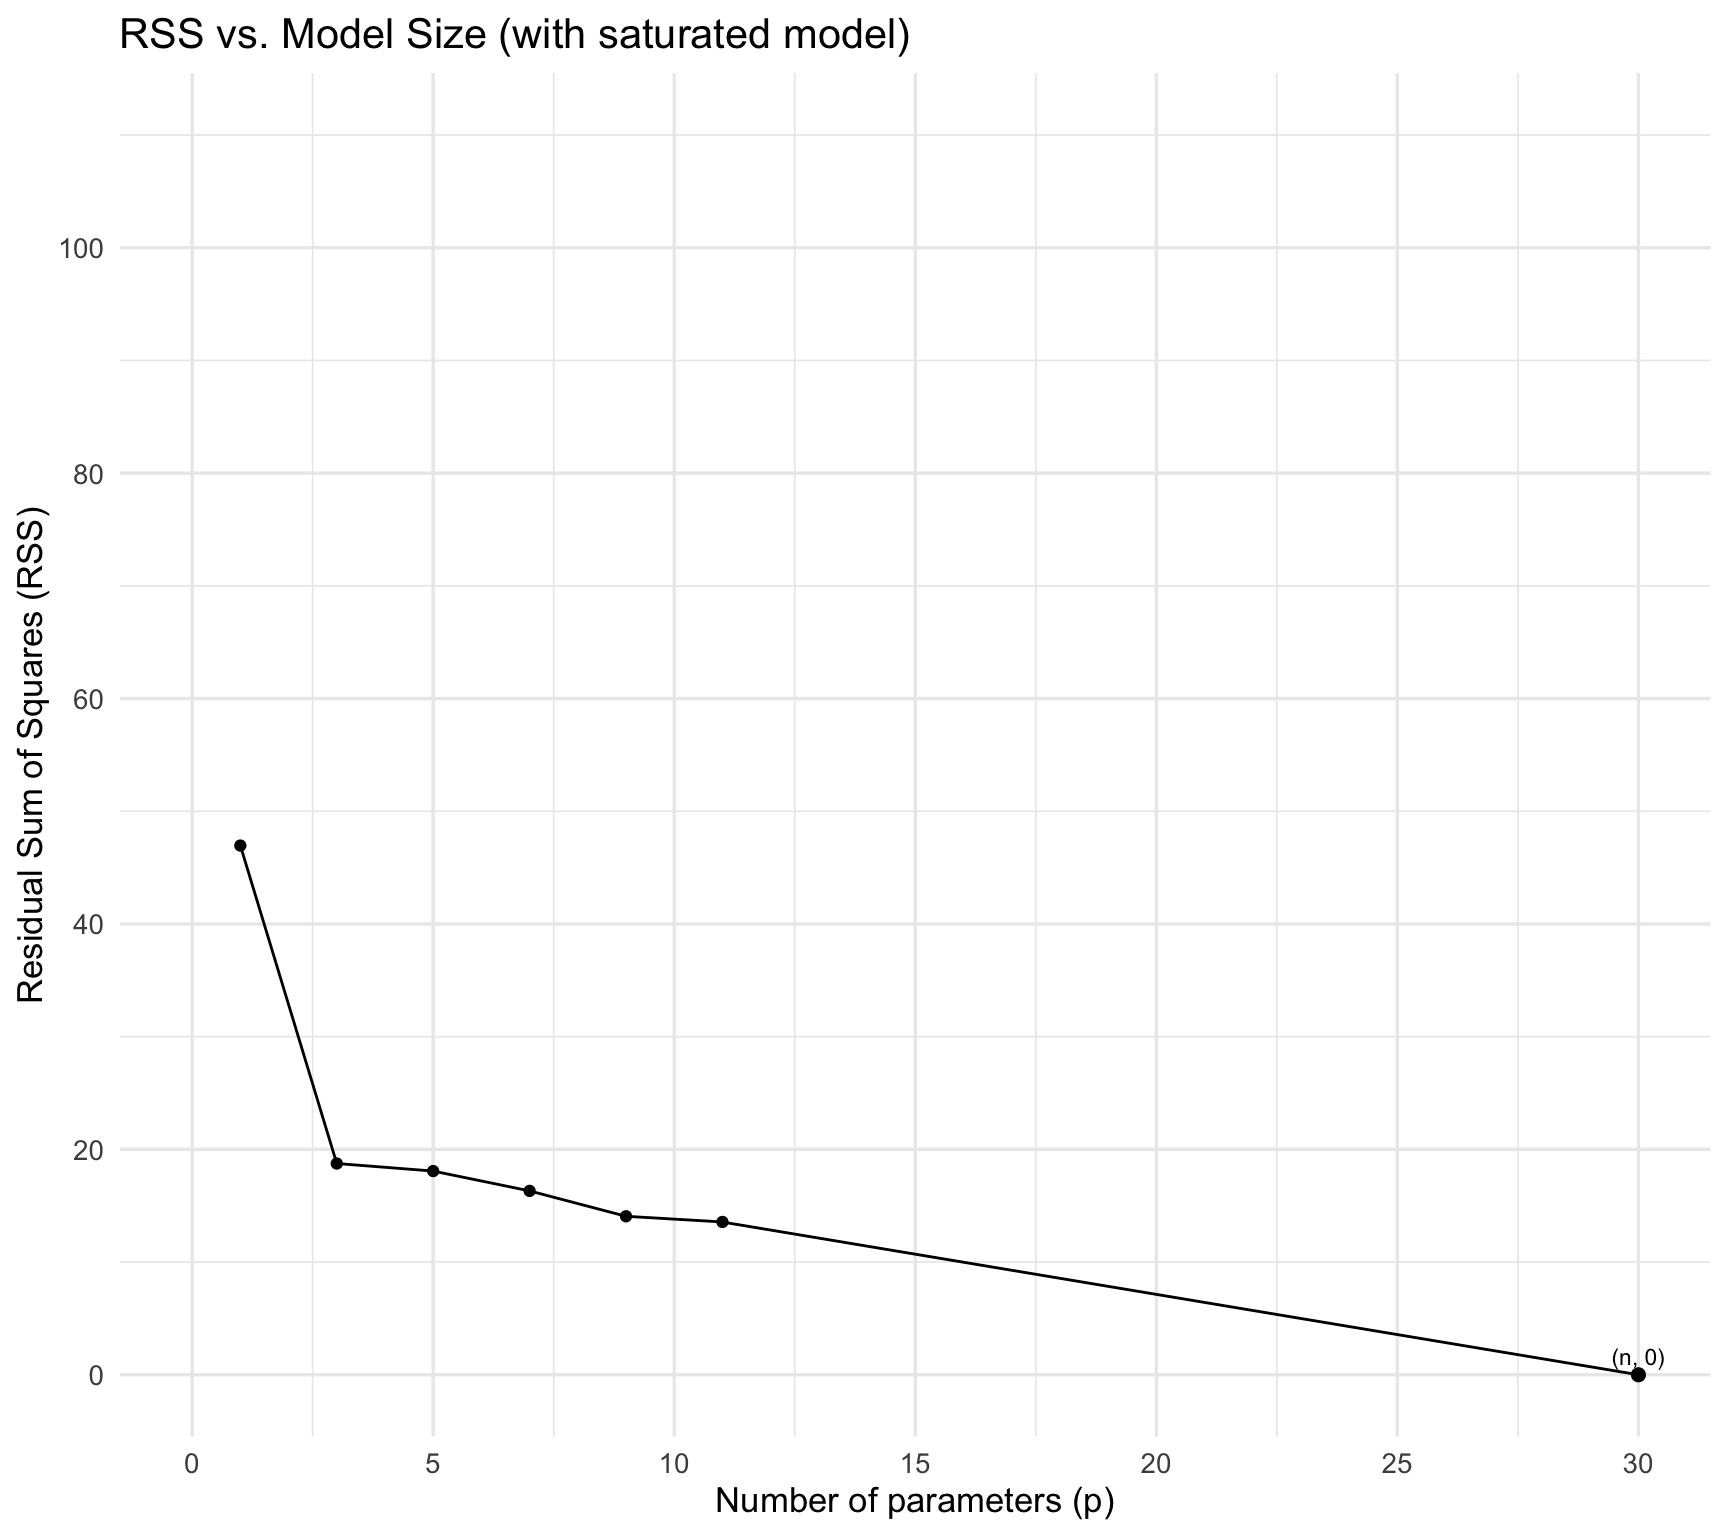 RSS vs. Model Size (with saturated model)
Residual Sum of Squares (RSS)
100
80
60
40
20
0
(n, 0)
0 5 10 15 20 25 30
Number of parameters (p)